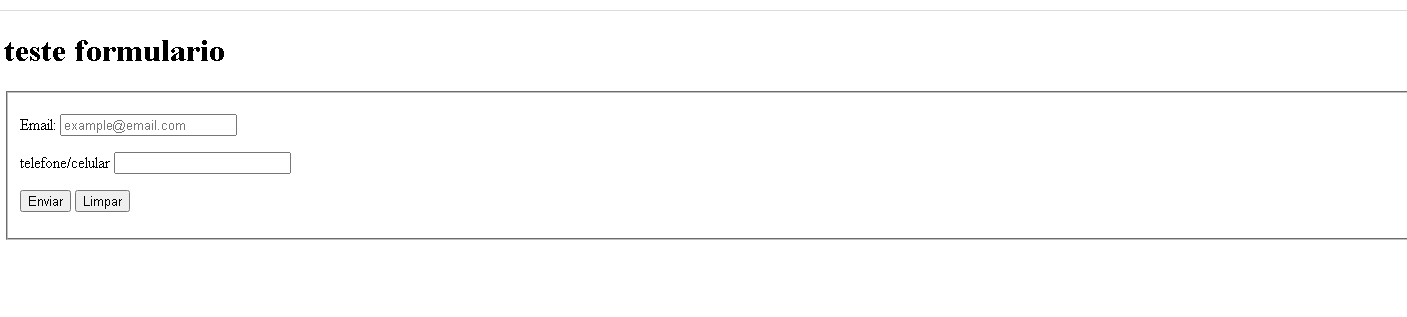 teste formulario
Email: example@email.com
telefone/celular
Enviar Limpar